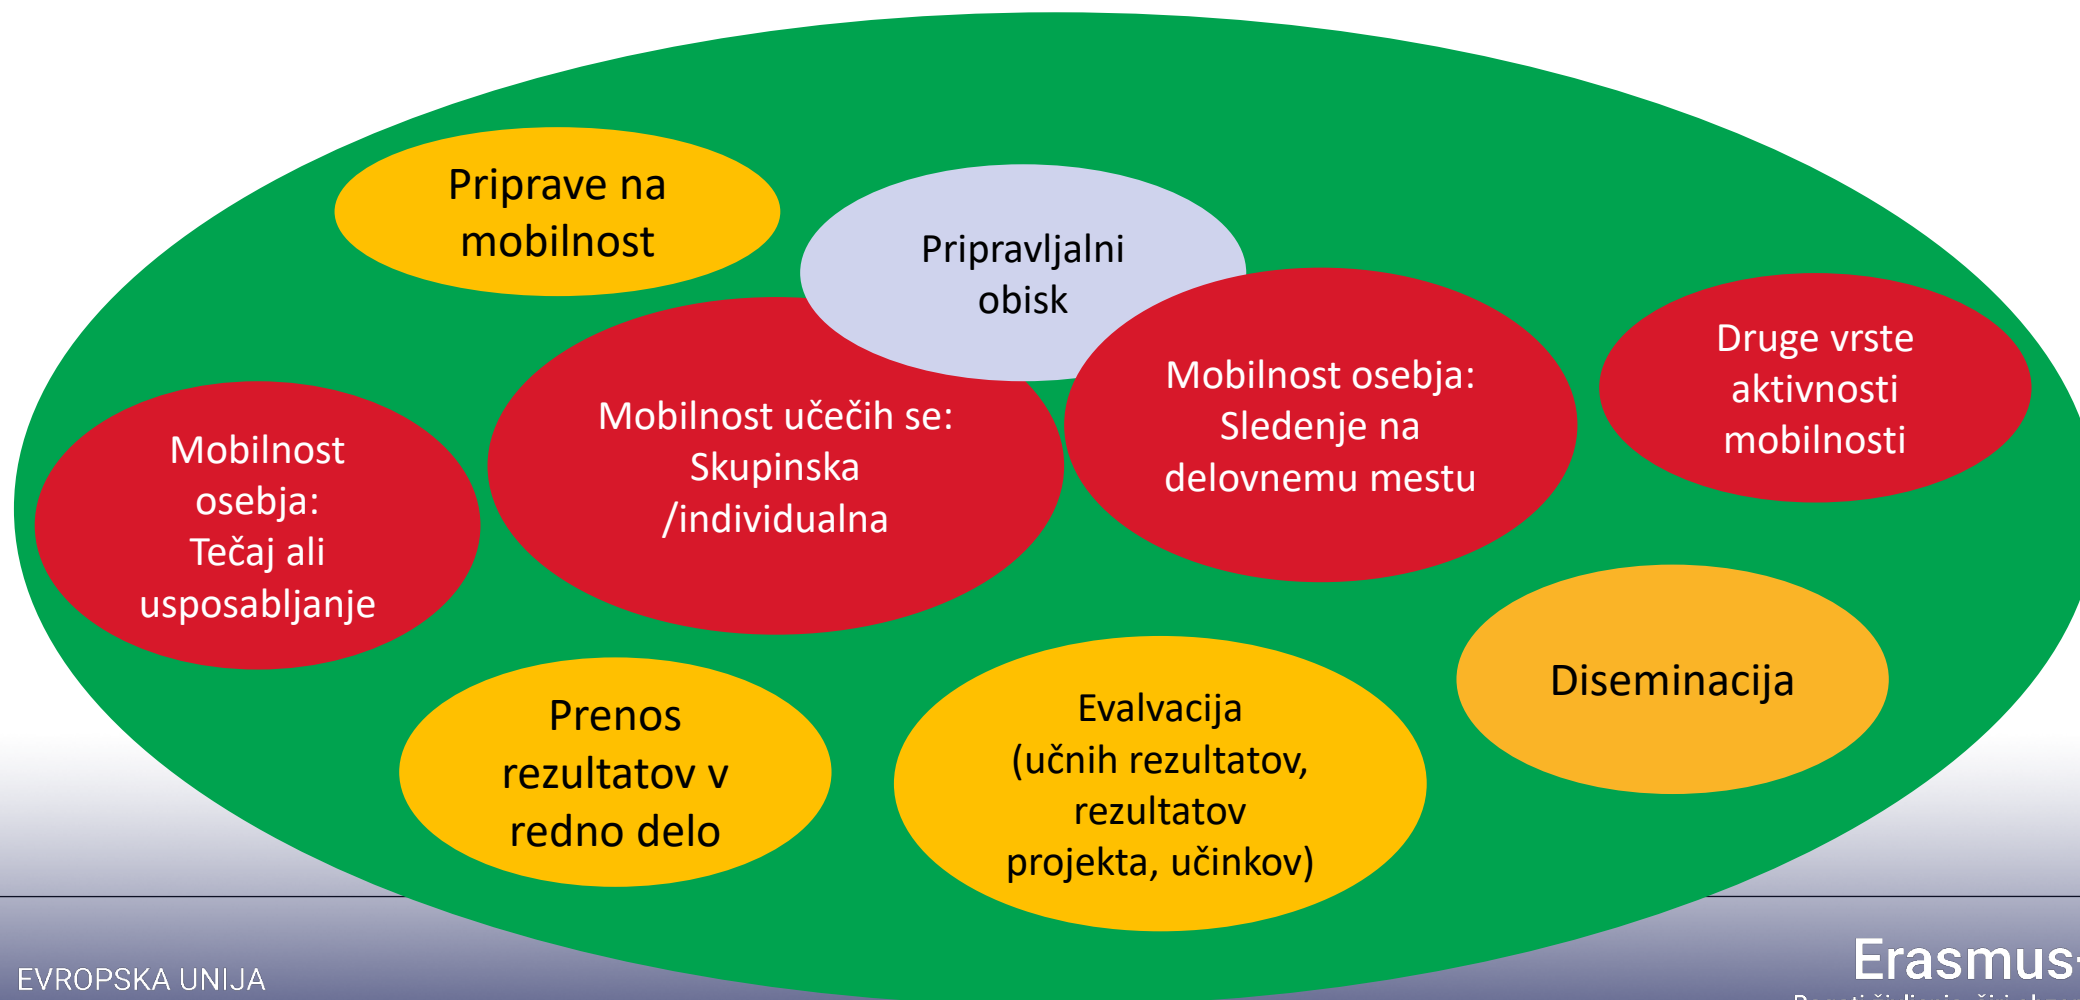 Priprave na
mobilnost
Pripravljalni
obisk
Mobilnost
osebja:
Tečaj ali
usposabljanje
Mobilnost učečih se:
Skupinska
/individualna
Mobilnost osebja:
Sledenje na
delovnemu mestu
Druge vrste
aktivnosti
mobilnosti
Prenos
rezultatov v
redno delo
Evalvacija
(učnih rezultatov,
rezultatov
projekta, učinkov)
Diseminacija
EVROPSKA UNIJA
Erasmus+